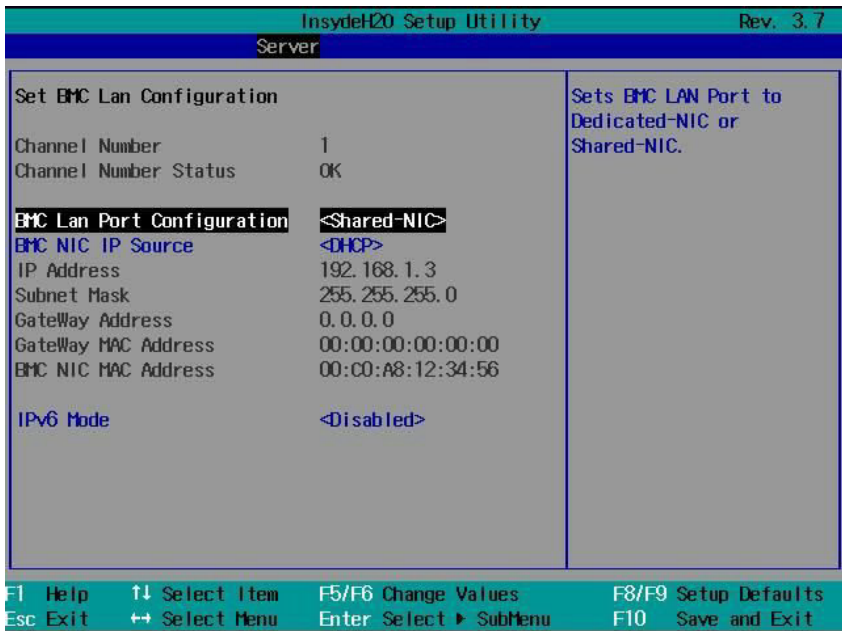 InsydeH2O Setup Utility Rev. 3.7
Server
Set BMC Lan Configuration
Channel Number 1
Channel Number Status OK
BMC Lan Port Configuration <Shared-NIC>
BMC NIC IP Source <DHCP>
IP Address 192.168.1.3
Subnet Mask 255.255.255.0
GateWay Address 0.0.0.0
GateWay MAC Address 00:00:00:00:00:00
BMC NIC MAC Address 00:C0:A8:12:34:56
IPv6 Mode <Disabled>
Sets BMC LAN Port to
Dedicated-NIC or
Shared-NIC.
F1 Help ↑↓ Select Item F5/F6 Change Values F8/F9 Setup Defaults
Esc Exit ↔ Select Menu Enter Select ▶ SubMenu F10 Save and Exit